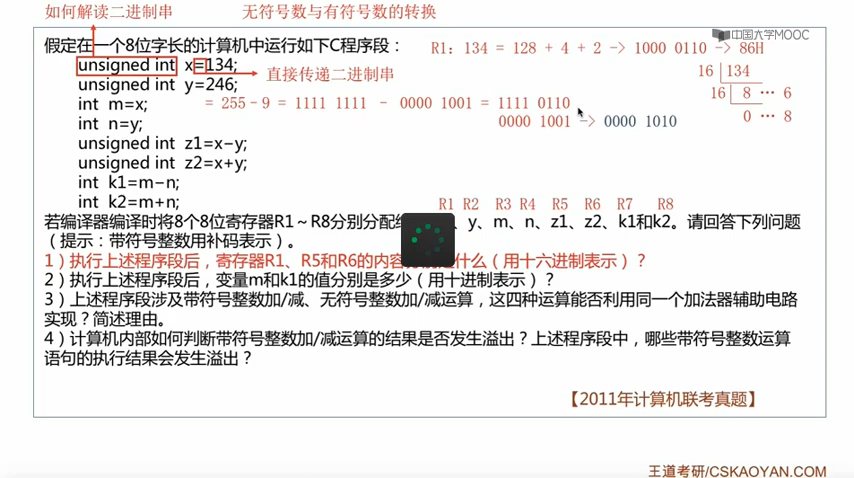 如何解读二进制串
无符号数与有符号数的转换
中国大学MOOC
假定在一个8位字长的计算机中运行如下C程序段：
R1: 134 = 128 + 4 + 2 -> 1000 0110 -> 86H
unsigned int x=134;
直接传递二进制串
16 134
unsigned int y=246;
16 8 … 6
int m=x;
= 255 - 9 = 1111 1111 - 0000 1001 = 1111 0110
0 … 8
int n=y;
0000 1001 -> 0000 1010
unsigned int z1=x-y;
unsigned int z2=x+y;
int k1=m-n;
int k2=m+n;
R1 R2 R3 R4 R5 R6 R7 R8
若编译器编译时将8个8位寄存器R1～R8分别分配 、y、m、n、z1、z2、k1和k2。请回答下列问题
（提示：带符号整数用补码表示）。
1）执行上述程序段后，寄存器R1、R5和R6的内容 什么（用十六进制表示）？
2）执行上述程序段后，变量m和k1的值分别是多少（用十进制表示）？
3）上述程序段涉及带符号整数加/减、无符号整数加/减运算，这四种运算能否利用同一个加法器辅助电路
实现？简述理由。
4）计算机内部如何判断带符号整数加/减运算的结果是否发生溢出？上述程序段中，哪些带符号整数运算
语句的执行结果会发生溢出？
【2011年计算机联考真题】
王道考研/CSKAOYAN.COM